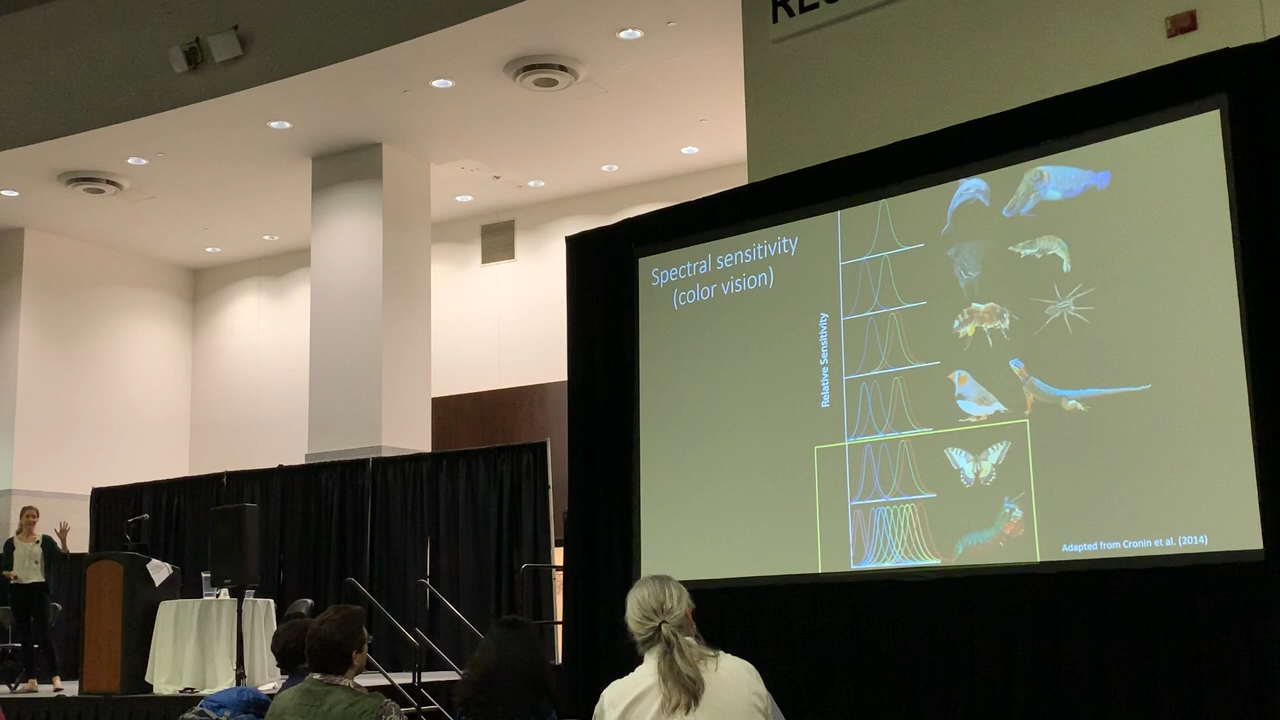 Spectral sensitivity
(color vision)
Relative Sensitivity
Adapted from Cronin et al. (2014)